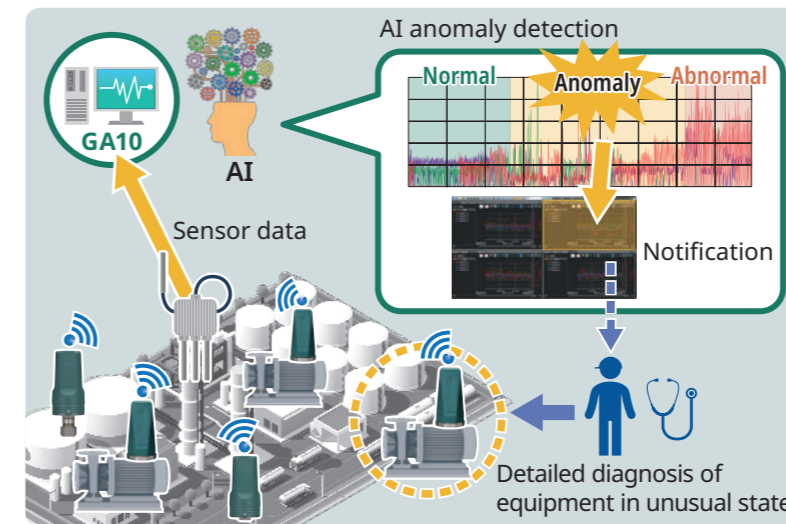 AI anomaly detection
Normal
Anomaly
Abnormal
GA10
AI
Sensor data
Notification
Detailed diagnosis of
equipment in unusual state